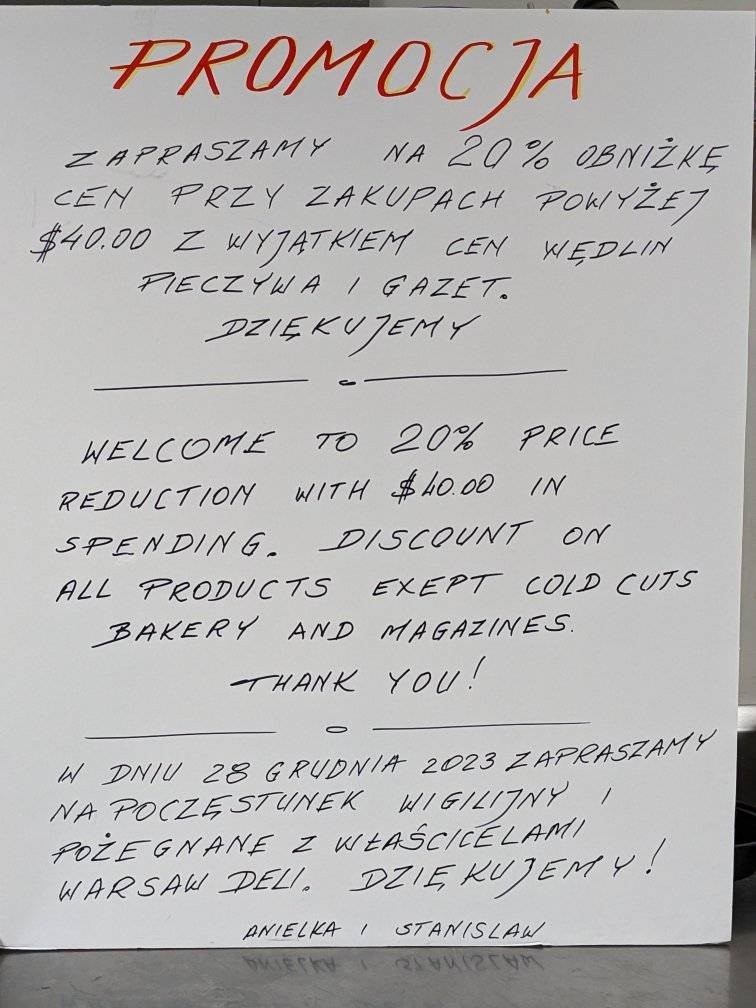 PROMOCJA
ZAPRASZAMY NA 20% OBNIŻKĘ
CEN PRZY ZAKUPACH POWYŻEJ
$40.00 Z WYJĄTKIEM CEN WĘDLIN
PIECZYWA I GAZET.
DZIĘKUJEMY
WELCOME TO 20% PRICE
REDUCTION WITH $40.00 IN
SPENDING. DISCOUNT ON
ALL PRODUCTS EXEPT COLD CUTS
BAKERY AND MAGAZINES.
THANK YOU!
W DNIU 28 GRUDNIA 2023 ZAPRASZAMY
NA POCZĘSTUNEK WIGILIJNY I
POŻEGNANE Z WŁAŚCICELAMI
WARSAW DELI. DZIĘKUJEMY!
ANIELKA I STANISLAW